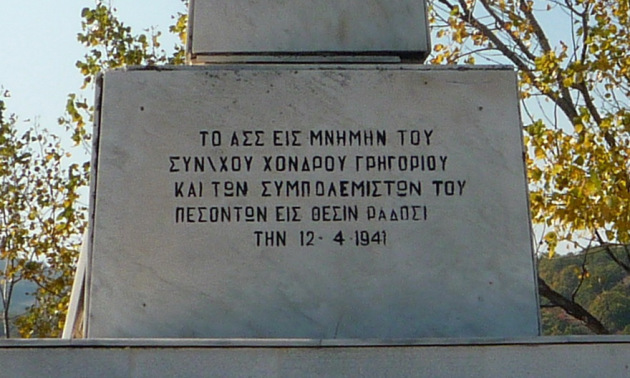 ΤΟ ΑΣΣ ΕΙΣ ΜΝΗΜΗΝ ΤΟΥ
ΣΥΝ\ΧΟΥ ΧΟΝΔΡΟΥ ΓΡΗΓΟΡΙΟΥ
ΚΑΙ ΤΩΝ ΣΥΜΠΟΛΕΜΙΣΤΩΝ ΤΟΥ
ΠΕΣΟΝΤΩΝ ΕΙΣ ΘΕΣΙΝ ΡΑΔΟΣΙ
ΤΗΝ 12 - 4 - 1941